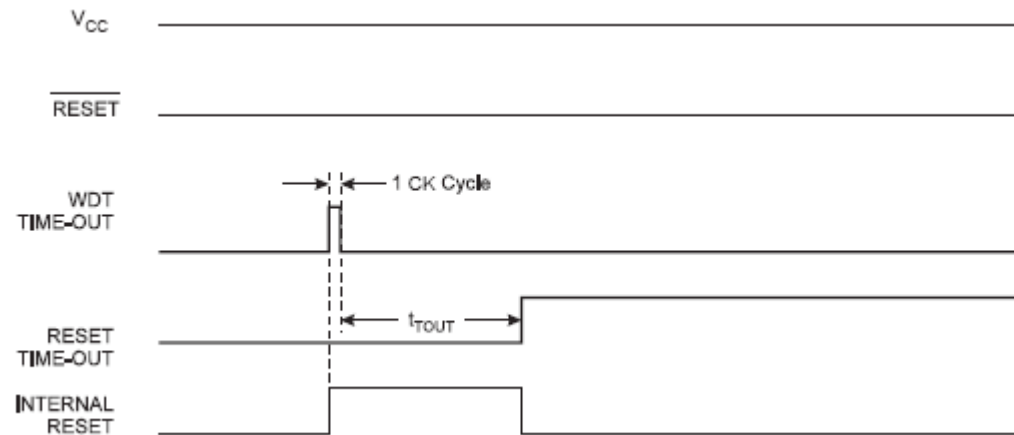 VCC
RESET
1 CK Cycle
WDT
TIME-OUT
tTOUT
RESET
TIME-OUT
INTERNAL
RESET